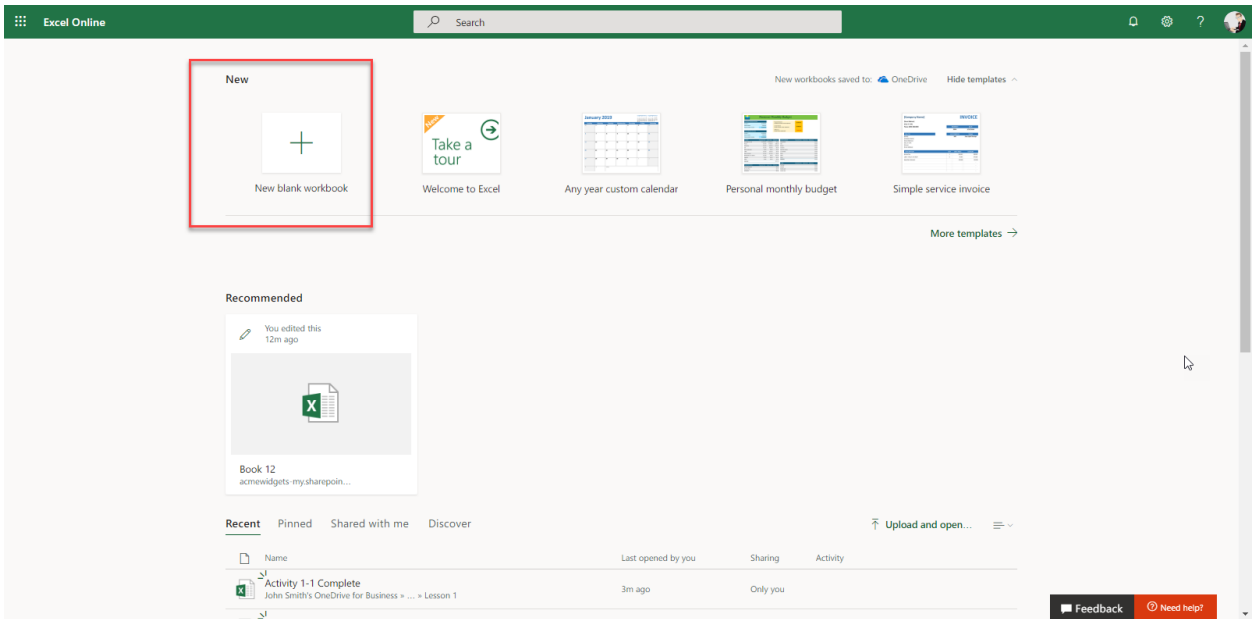 Excel Online
Search
?
New
New workbooks saved to: OneDrive
Hide templates
New
Take a
tour
January 2019
INVOICE
New blank workbook
Welcome to Excel
Any year custom calendar
Personal monthly budget
Simple service invoice
More templates
Recommended
You edited this
12m ago
X
Book 12
acmewidgets-my.sharepoin...
Recent Pinned Shared with me Discover
Upload and open...
Name Last opened by you Sharing Activity
Activity 1-1 Complete
John Smith's OneDrive for Business » ... » Lesson 1
3m ago
Only you
Feedback
Need help?